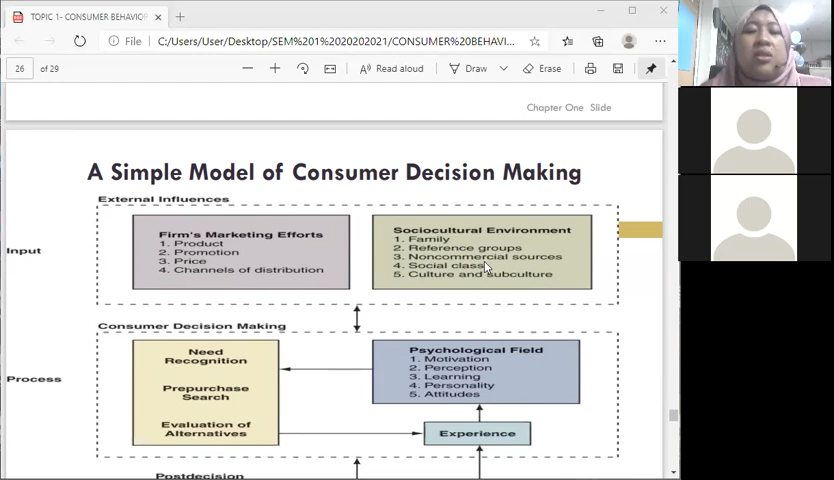 TOPIC 1- CONSUMER BEHAVIOR
File
C:/Users/User/Desktop/SEM%201%2020202021/CONSUMER%20BEHAVI...
26
of 29
Read aloud
Draw
Erase
Chapter One Slide
A Simple Model of Consumer Decision Making
External Influences
Input
Firm's Marketing Efforts
1. Product
2. Promotion
3. Price
4. Channels of distribution
Sociocultural Environment
1. Family
2. Reference groups
3. Noncommercial sources
4. Social class
5. Culture and subculture
Consumer Decision Making
Process
Need
Recognition
Prepurchase
Search
Evaluation of
Alternatives
Psychological Field
1. Motivation
2. Perception
3. Learning
4. Personality
5. Attitudes
Experience
Postdecision